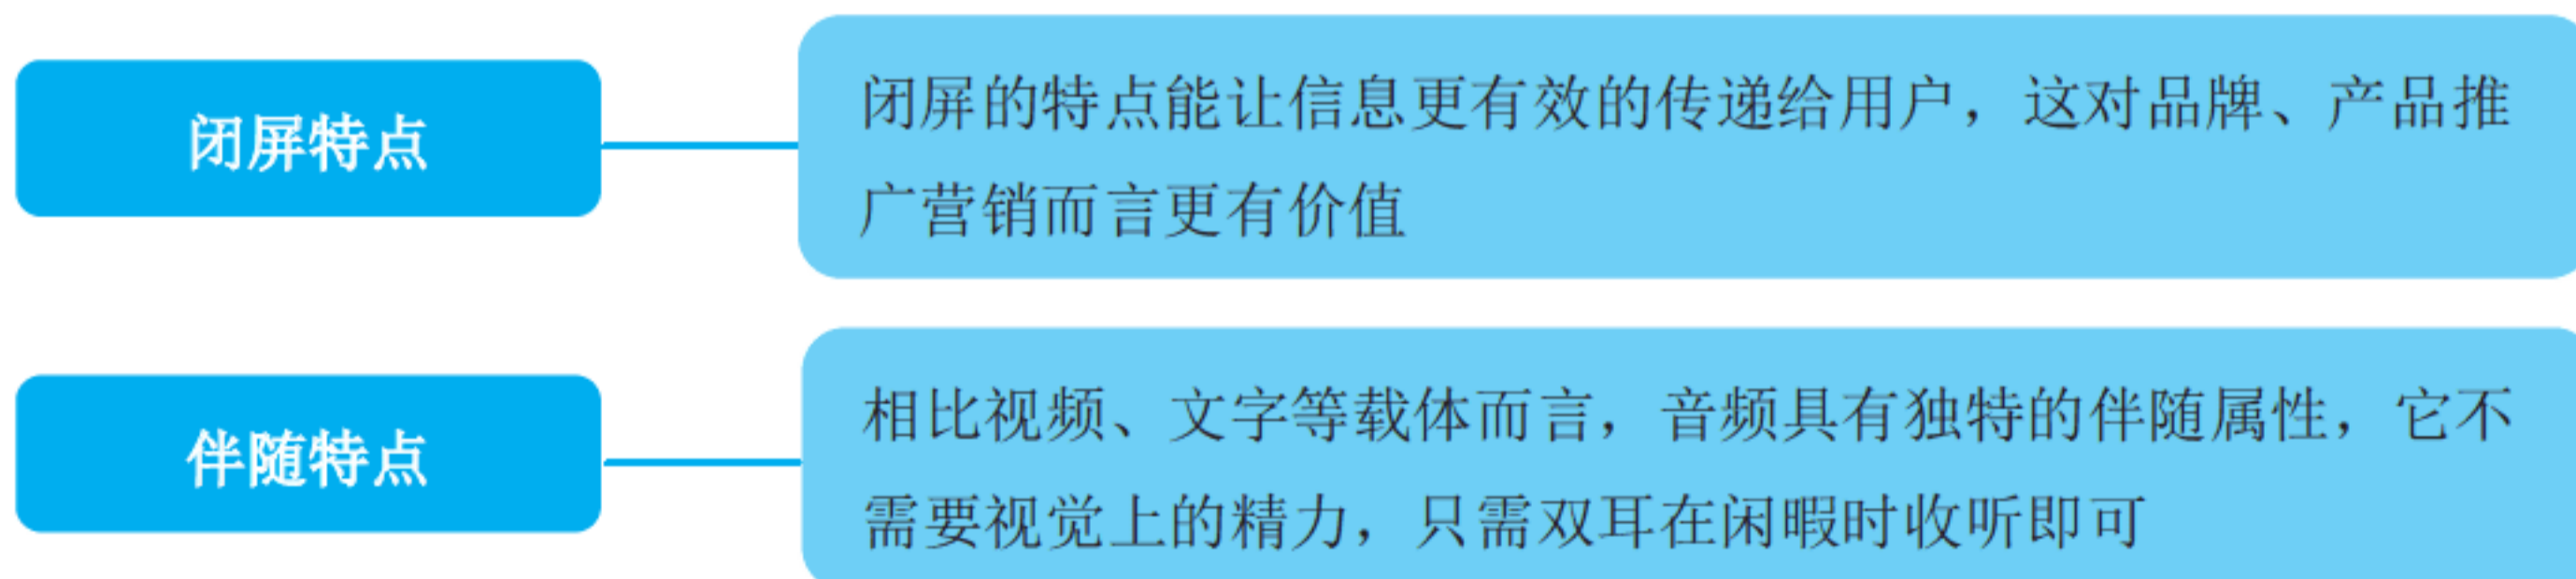 闭屏特点
闭屏的特点能让信息更有效的传递给用户，这对品牌、产品推
广营销而言更有价值
伴随特点
相比视频、文字等载体而言，音频具有独特的伴随属性，它不
需要视觉上的精力，只需双耳在闲暇时收听即可